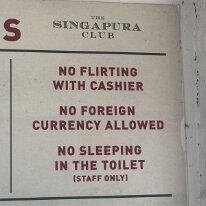 THE
SINGAPURA
CLUB
S
NO FLIRTING
WITH CASHIER
NO FOREIGN
CURRENCY ALLOWED
NO SLEEPING
IN THE TOILET
(STAFF ONLY)